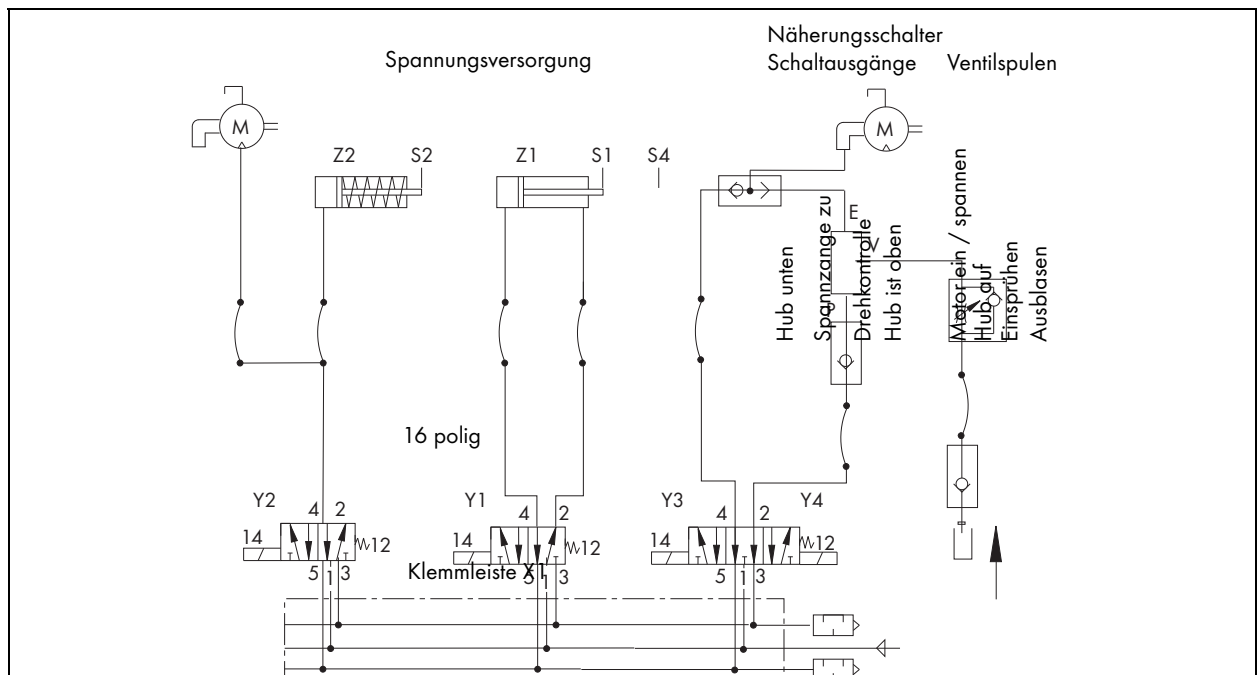 Näherungsschalter
Spannungsversorgung
Schaltausgänge
Ventilspulen
M
M
Z2
S2
Z1
S1
S4
E
V
P
Hub unten
Spannzange zu
Drehkontrolle
Hub ist oben
Motor ein / spannen
Hub auf
Einsprühen
Ausblasen
16 polig
Y2
4
2
Y1
4
2
Y3
4
2
Y4
14
12
14
12
14
12
5
1
3
Klemmleiste X1
5
1
3
5
1
3